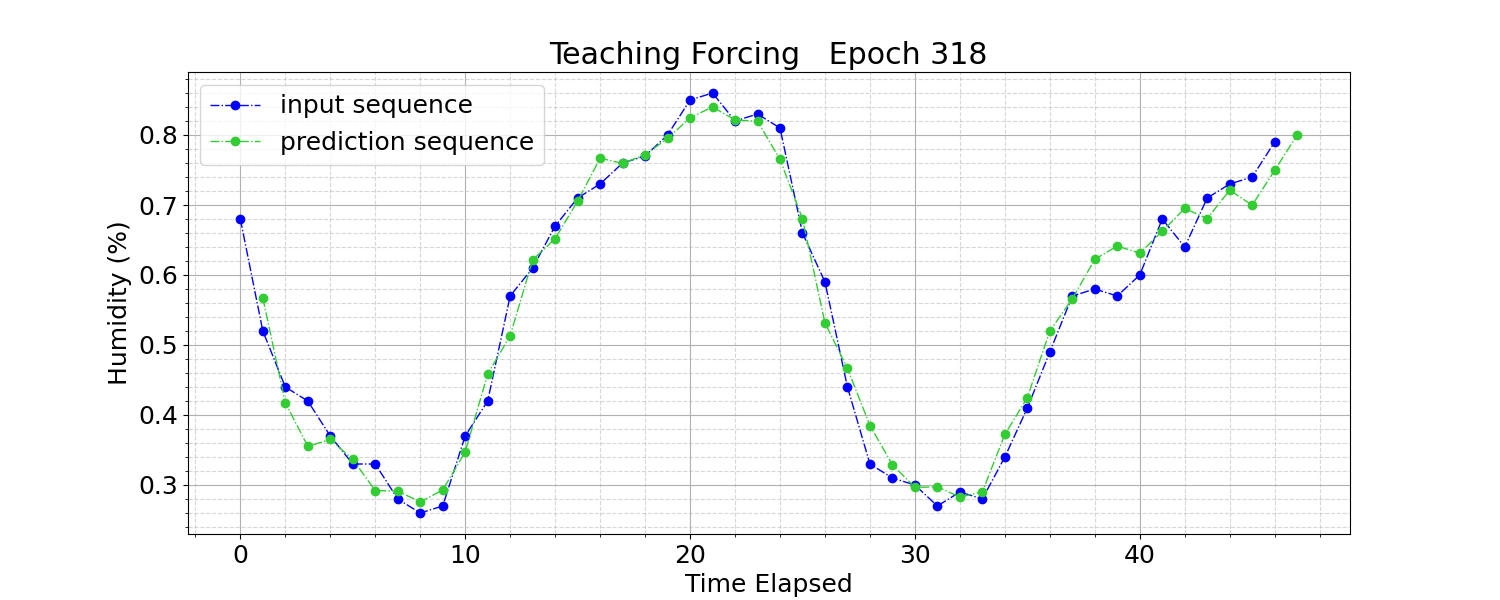 Teaching Forcing   Epoch 318
input sequence
prediction sequence
Humidity (%)
0.8
0.7
0.6
0.5
0.4
0.3
0 10 20 30 40
Time Elapsed